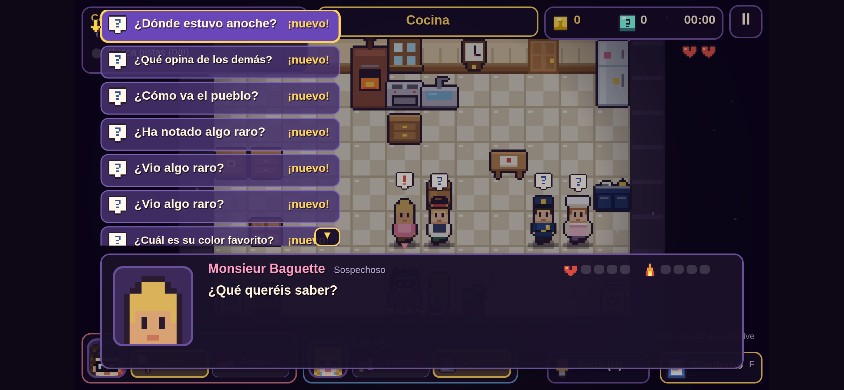 Cocina
0
0
00:00
¿Dónde estuvo anoche? ¡nuevo!
¿Qué opina de los demás? ¡nuevo!
¿Cómo va el pueblo? ¡nuevo!
¿Ha notado algo raro? ¡nuevo!
¿Vio algo raro? ¡nuevo!
¿Vio algo raro? ¡nuevo!
¿Cuál es su color favorito?
Monsieur Baguette Sospechoso
¿Qué queréis saber?
F